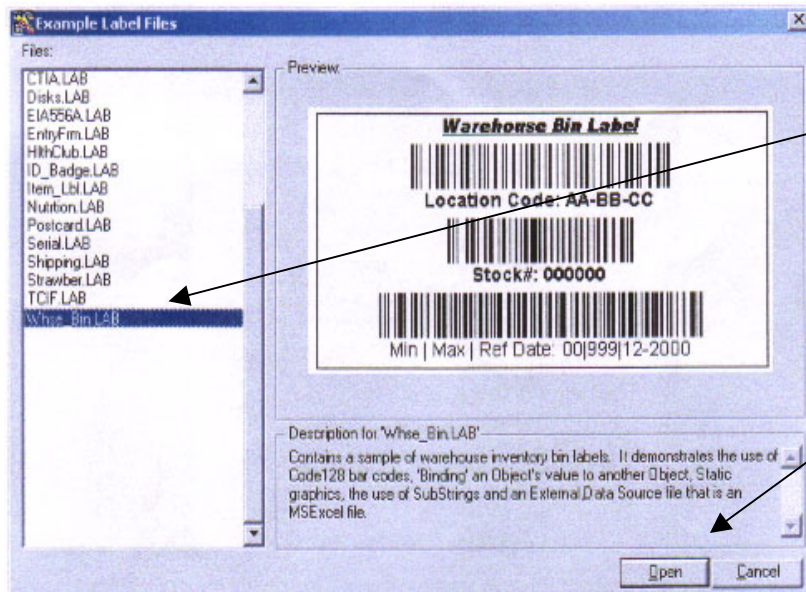 Example Label Files
Files:
CTIA.LAB
Disks.LAB
EIA556A.LAB
EntryFrm.LAB
HlthClub.LAB
ID_Badge.LAB
Item_Lbl.LAB
Nutrition.LAB
Postcard.LAB
Serial.LAB
Shipping.LAB
Strawber.LAB
TCIF.LAB
Whse_Bin.LAB
Preview:
Warehouse Bin Label
Location Code: AA-BB-CC
Stock#: 000000
Min | Max | Ref Date: 00|999|12-2000
Description for 'Whse_Bin.LAB'
Contains a sample of warehouse inventory bin labels. It demonstrates the use of
Code128 bar codes, 'Binding' an Object's value to another Object, Static
graphics, the use of SubStrings and an External Data Source file that is an
MSExcel file.
Open
Cancel